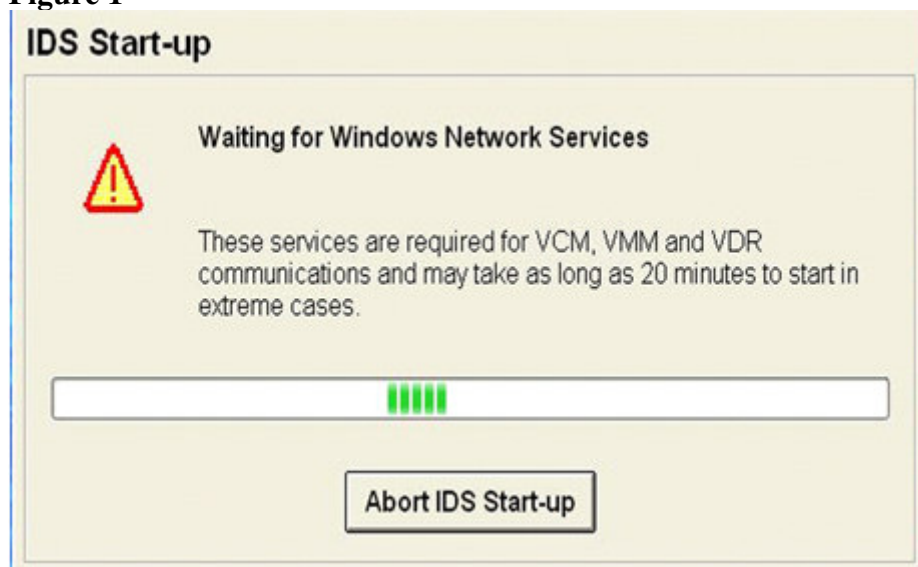 Figure 1
IDS Start-up
Waiting for Windows Network Services
These services are required for VCM, VMM and VDR
communications and may take as long as 20 minutes to start in
extreme cases.
Abort IDS Start-up